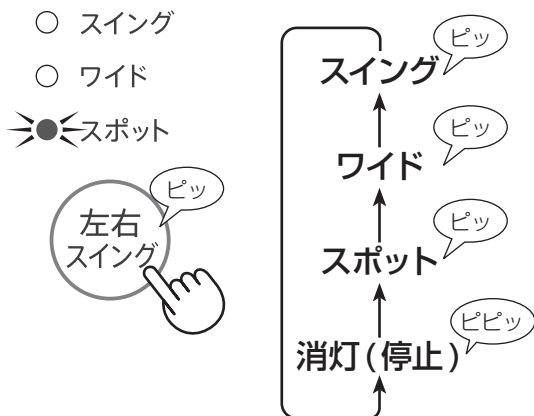 スイング
ワイド
スポット
ピッ
左右
スイング
ピッ
スイング
ピッ
ワイド
ピッ
スポット
ピピッ
消灯(停止)